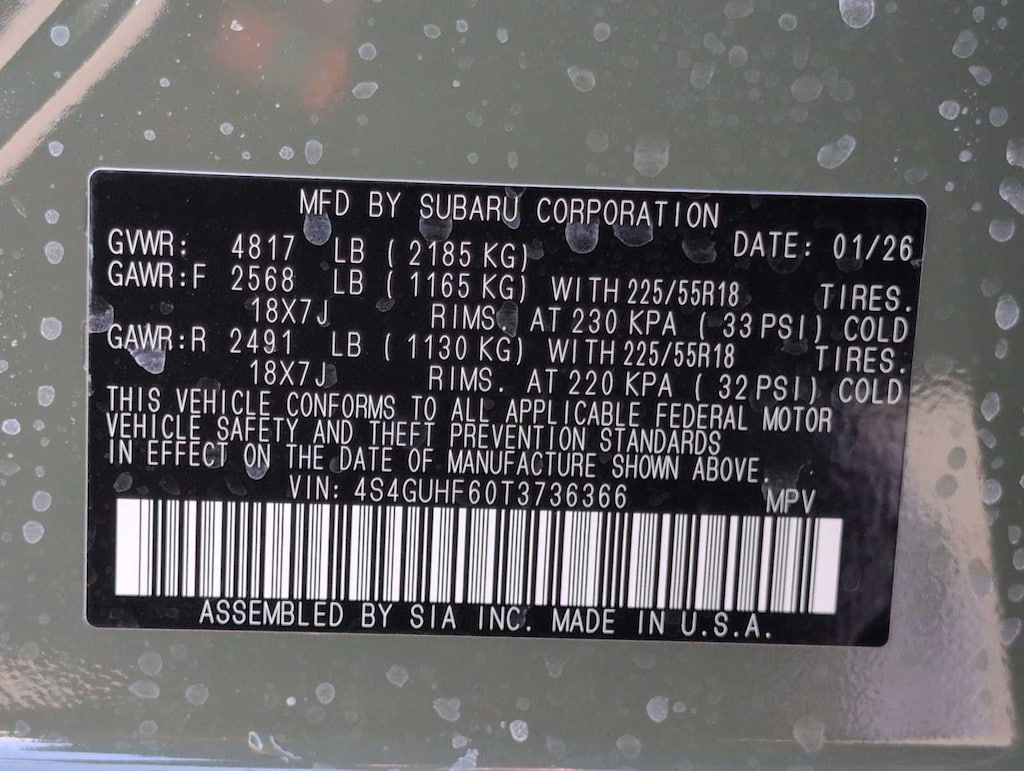 MFD BY SUBARU CORPORATION
GVWR: 4817 LB ( 2185 KG) DATE: 01/26
GAWR:F 2568 LB ( 1165 KG) WITH 225/55R18 TIRES.
18X7J RIMS. AT 230 KPA ( 33 PSI) COLD
GAWR:R 2491 LB ( 1130 KG) WITH 225/55R18 TIRES.
18X7J RIMS. AT 220 KPA ( 32 PSI) COLD
THIS VEHICLE CONFORMS TO ALL APPLICABLE FEDERAL MOTOR
VEHICLE SAFETY AND THEFT PREVENTION STANDARDS
IN EFFECT ON THE DATE OF MANUFACTURE SHOWN ABOVE.
VIN: 4S4GUHF60T3736366 MPV
ASSEMBLED BY SIA INC. MADE IN U.S.A.